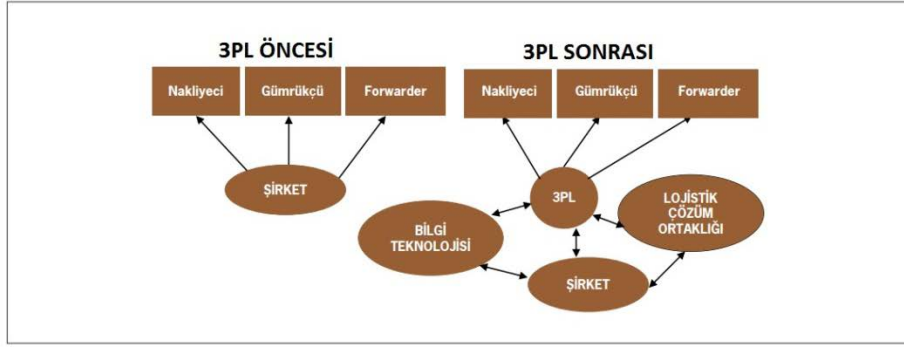 3PL ÖNCESİ
Nakliyeci
Gümrükçü
Forwarder
ŞİRKET
3PL SONRASI
Nakliyeci
Gümrükçü
Forwarder
3PL
BİLGİ
TEKNOLOJİSİ
LOJİSTİK
ÇÖZÜM
ORTAKLIĞI
ŞİRKET